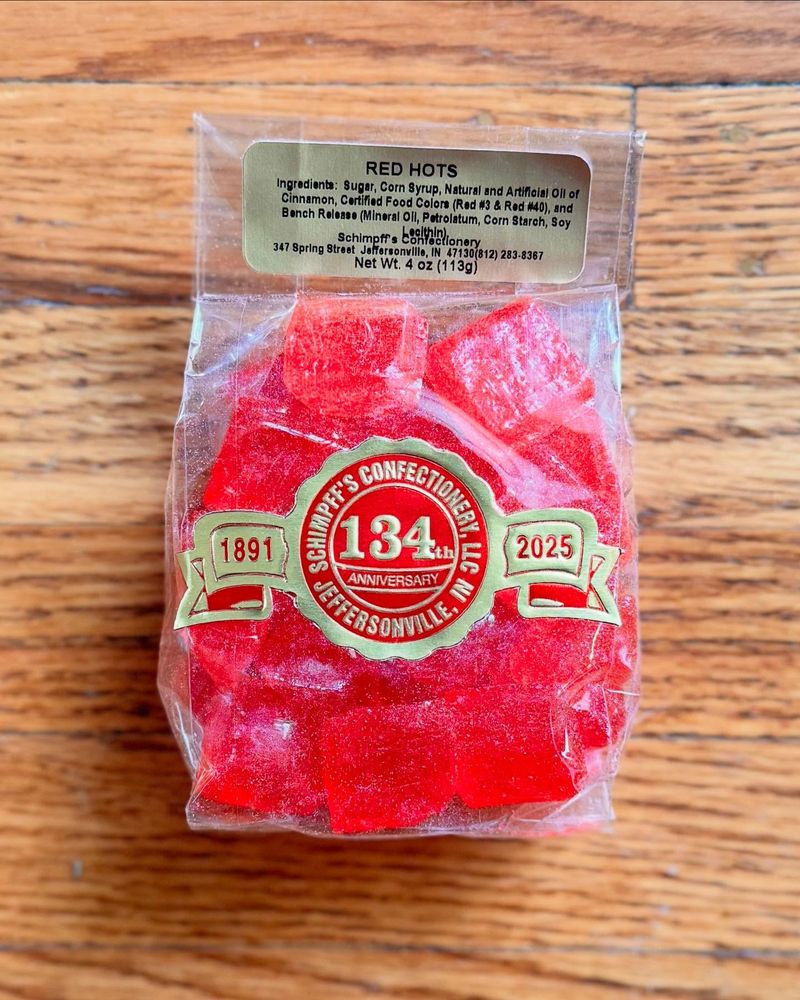 RED HOTS
Ingredients: Sugar, Corn Syrup, Natural and Artificial Oil of
Cinnamon, Certified Food Colors (Red #3 & Red #40), and
Bench Release (Mineral Oil, Petrolatum, Corn Starch, Soy
Lecithin).
Schimpff's Confectionery
347 Spring Street Jeffersonville, IN 47130(812) 283-8367
Net Wt. 4 oz (113g)
SCHIMPFF'S CONFECTIONERY, LLC
1891
134th
2025
ANNIVERSARY
JEFFERSONVILLE, IN